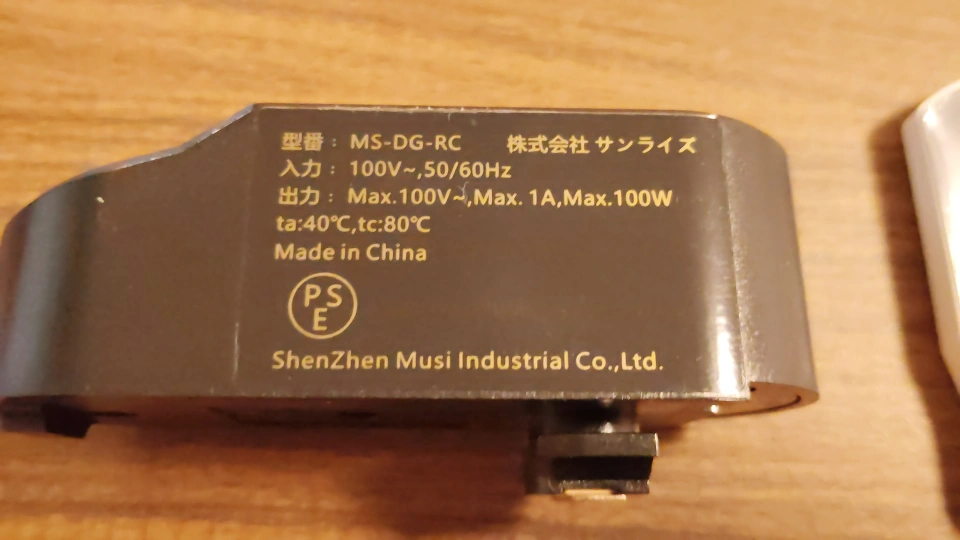 型番： MS-DG-RC 株式会社 サンライズ
入力： 100V~,50/60Hz
出力： Max.100V~,Max. 1A,Max.100W
ta:40℃,tc:80℃
Made in China
PS
E
ShenZhen Musi Industrial Co.,Ltd.